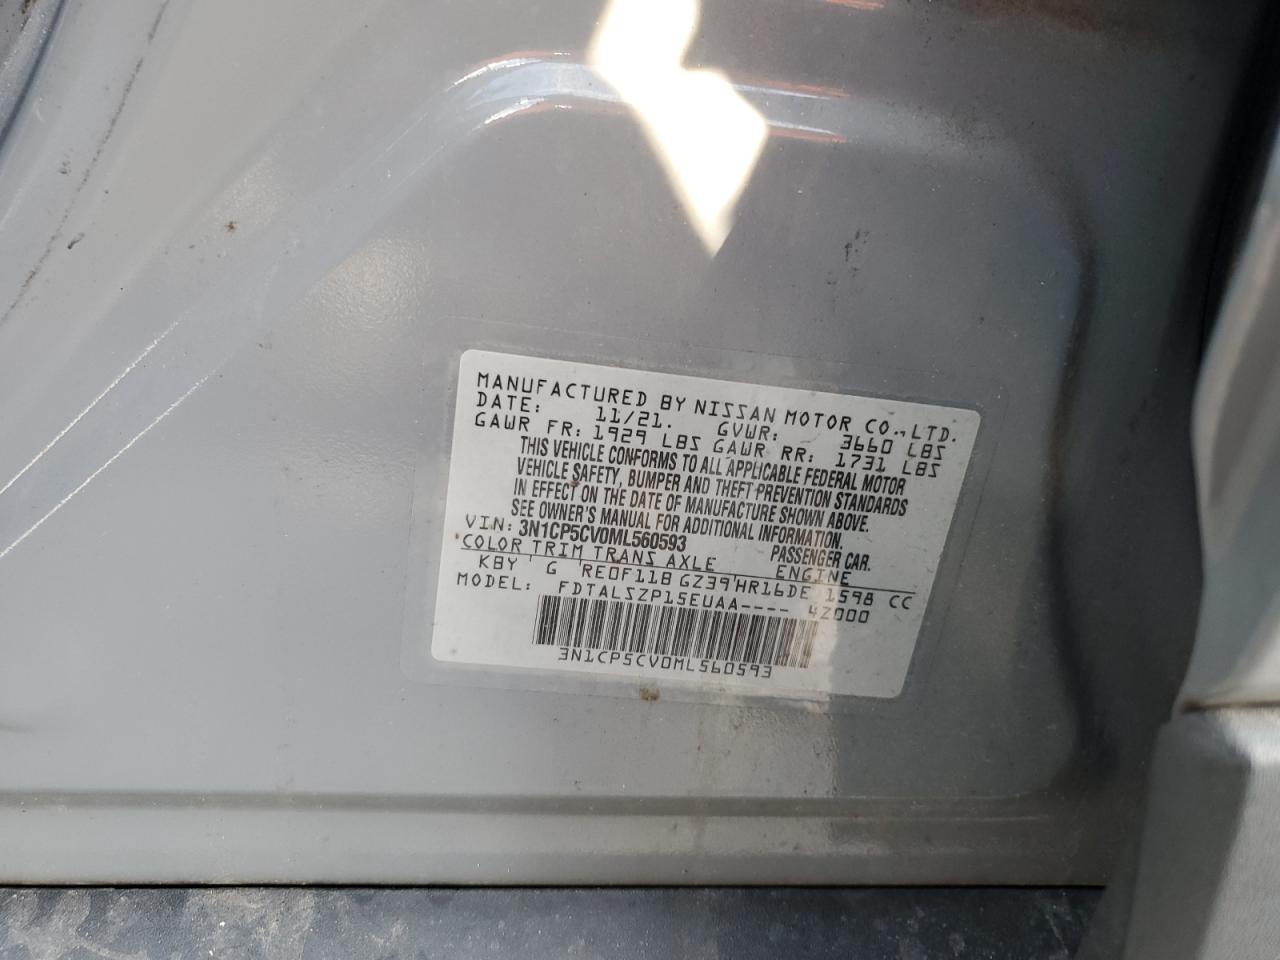 MANUFACTURED BY NISSAN MOTOR CO., LTD.
DATE: 11/21. GVWR: 3660 LBS
GAWR FR: 1929 LBS GAWR RR: 1731 LBS
THIS VEHICLE CONFORMS TO ALL APPLICABLE FEDERAL MOTOR
VEHICLE SAFETY, BUMPER AND THEFT PREVENTION STANDARDS
IN EFFECT ON THE DATE OF MANUFACTURE SHOWN ABOVE.
SEE OWNER'S MANUAL FOR ADDITIONAL INFORMATION.
VIN: 3N1CP5CV0ML560593 PASSENGER CAR.
COLOR TRIM TRANS AXLE ENGINE
KBY G RE0F11B GZ39 HR16DE 1598 CC
MODEL: FDTALSZP15EUAA---- 4Z000
3N1CP5CV0ML560593